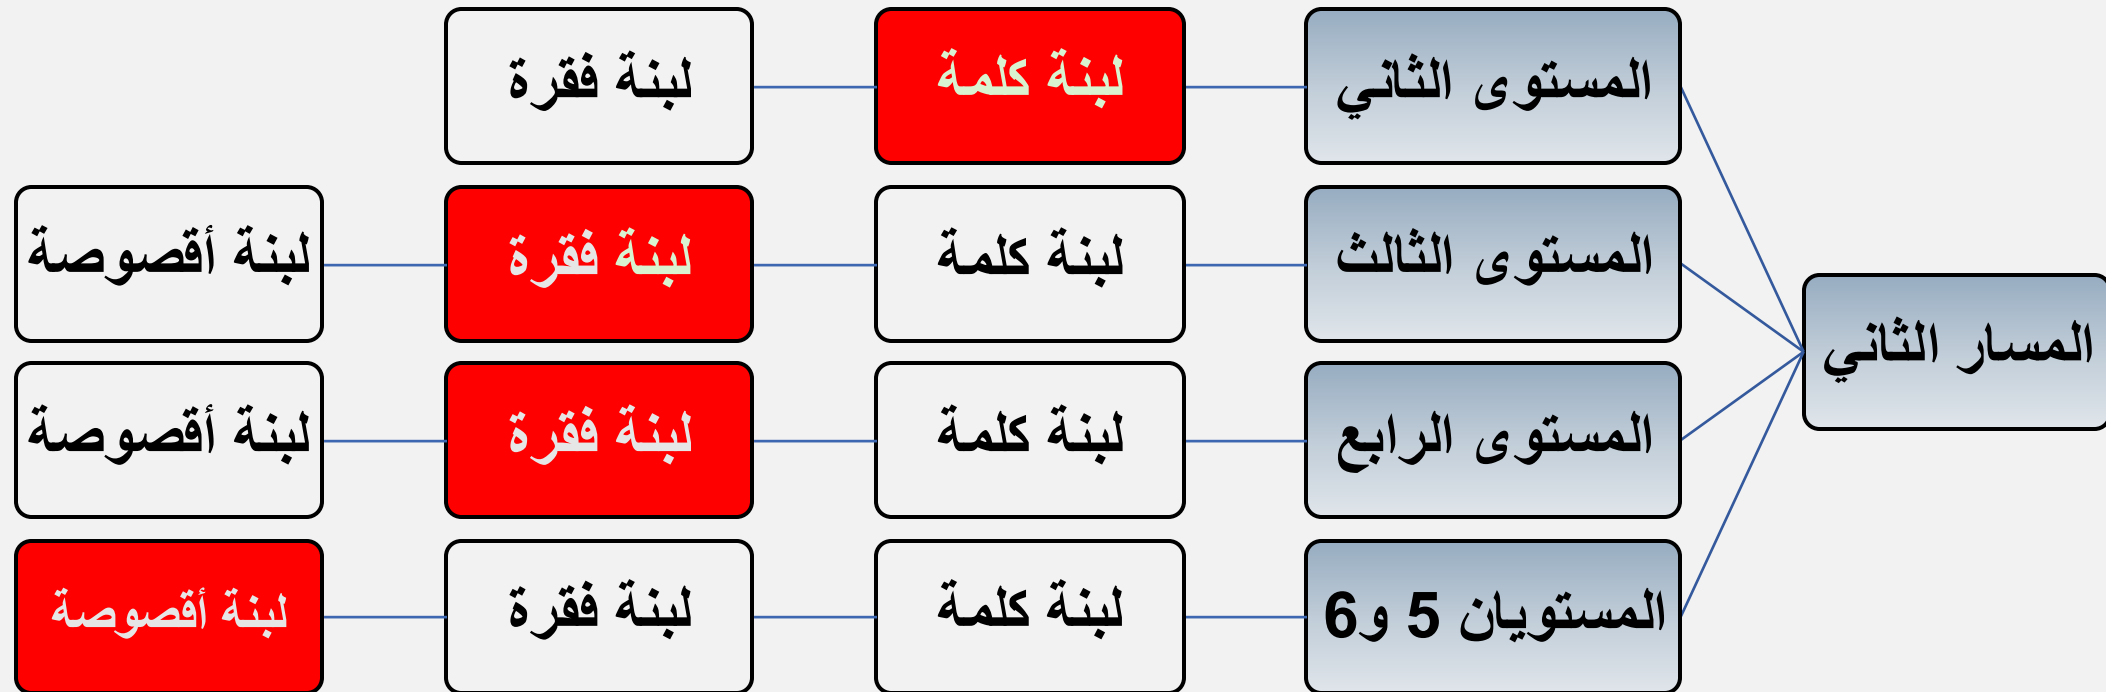 المسار الثاني
المستوى الثاني
لبنة كلمة
لبنة فقرة
المستوى الثالث
لبنة كلمة
لبنة فقرة
لبنة أقصوصة
المستوى الرابع
لبنة كلمة
لبنة فقرة
لبنة أقصوصة
المستويان 5 و6
لبنة كلمة
لبنة فقرة
لبنة أقصوصة